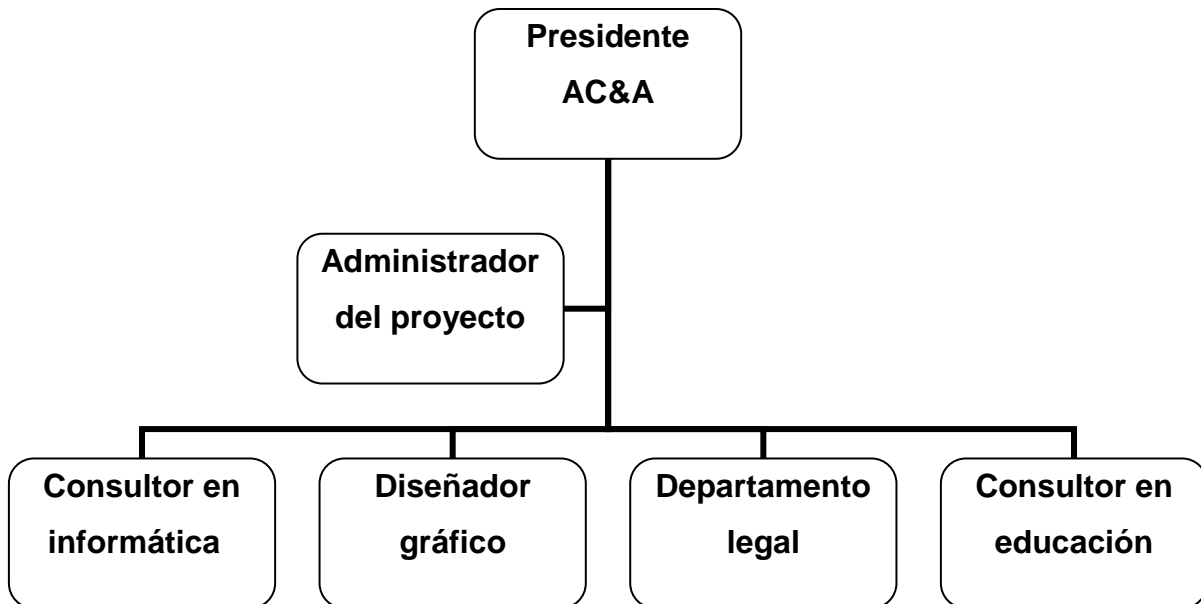 Presidente
AC&A
Administrador
del proyecto
Consultor en
informática
Diseñador
gráfico
Departamento
legal
Consultor en
educación